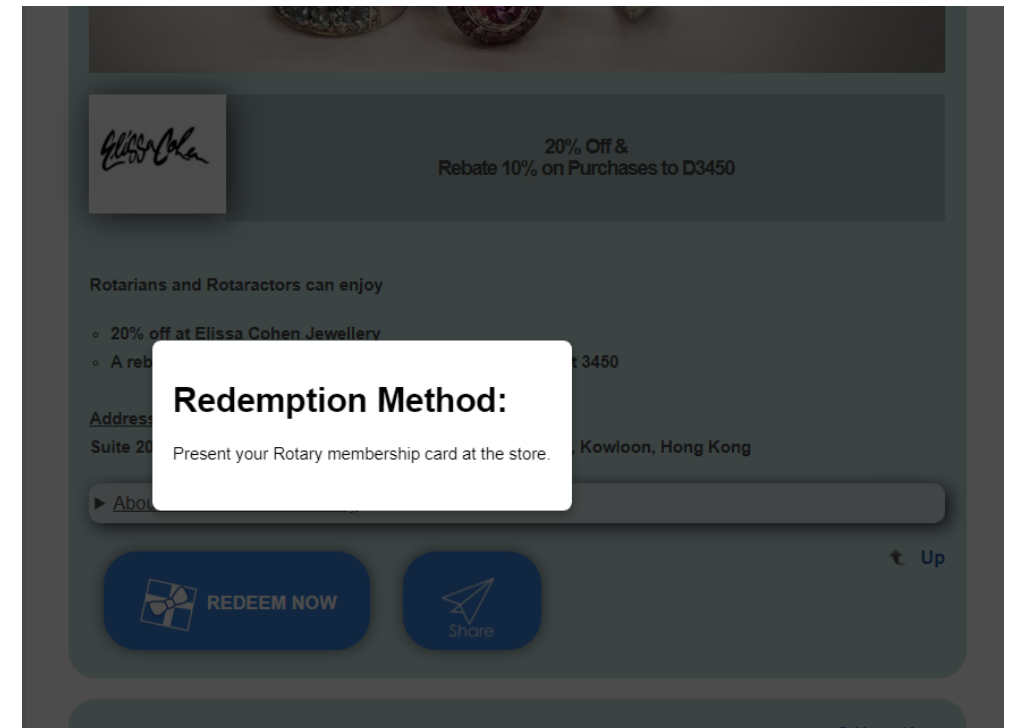 Elissa Cohen
20% Off &
Rebate 10% on Purchases to D3450
Rotarians and Rotaractors can enjoy
20% off at Elissa Cohen Jewellery
A reb t 3450
Redemption Method:
Address
Suite 20 , Kowloon, Hong Kong
Present your Rotary membership card at the store.
Abou
Up
REDEEM NOW
Share